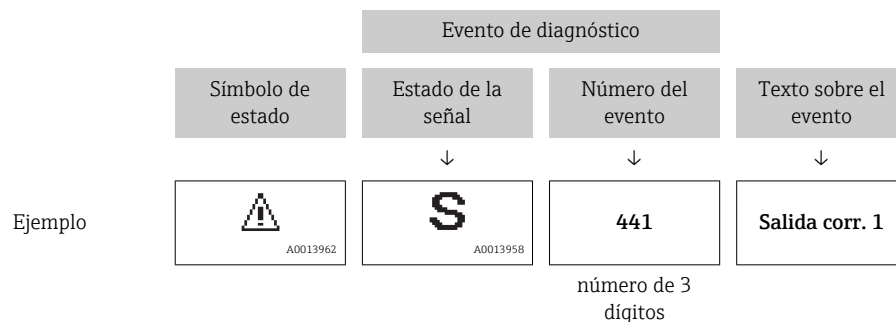 Evento de diagnóstico
Símbolo de estado
Estado de la señal
Número del evento
Texto sobre el evento
↓ ↓ ↓
Ejemplo
A0013962
S
A0013958
441
Salida corr. 1
número de 3 dígitos